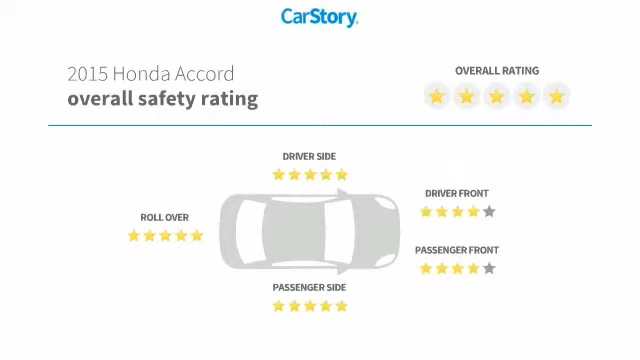 CarStory.
2015 Honda Accord
overall safety rating
OVERALL RATING
DRIVER SIDE
DRIVER FRONT
ROLL OVER
PASSENGER FRONT
PASSENGER SIDE